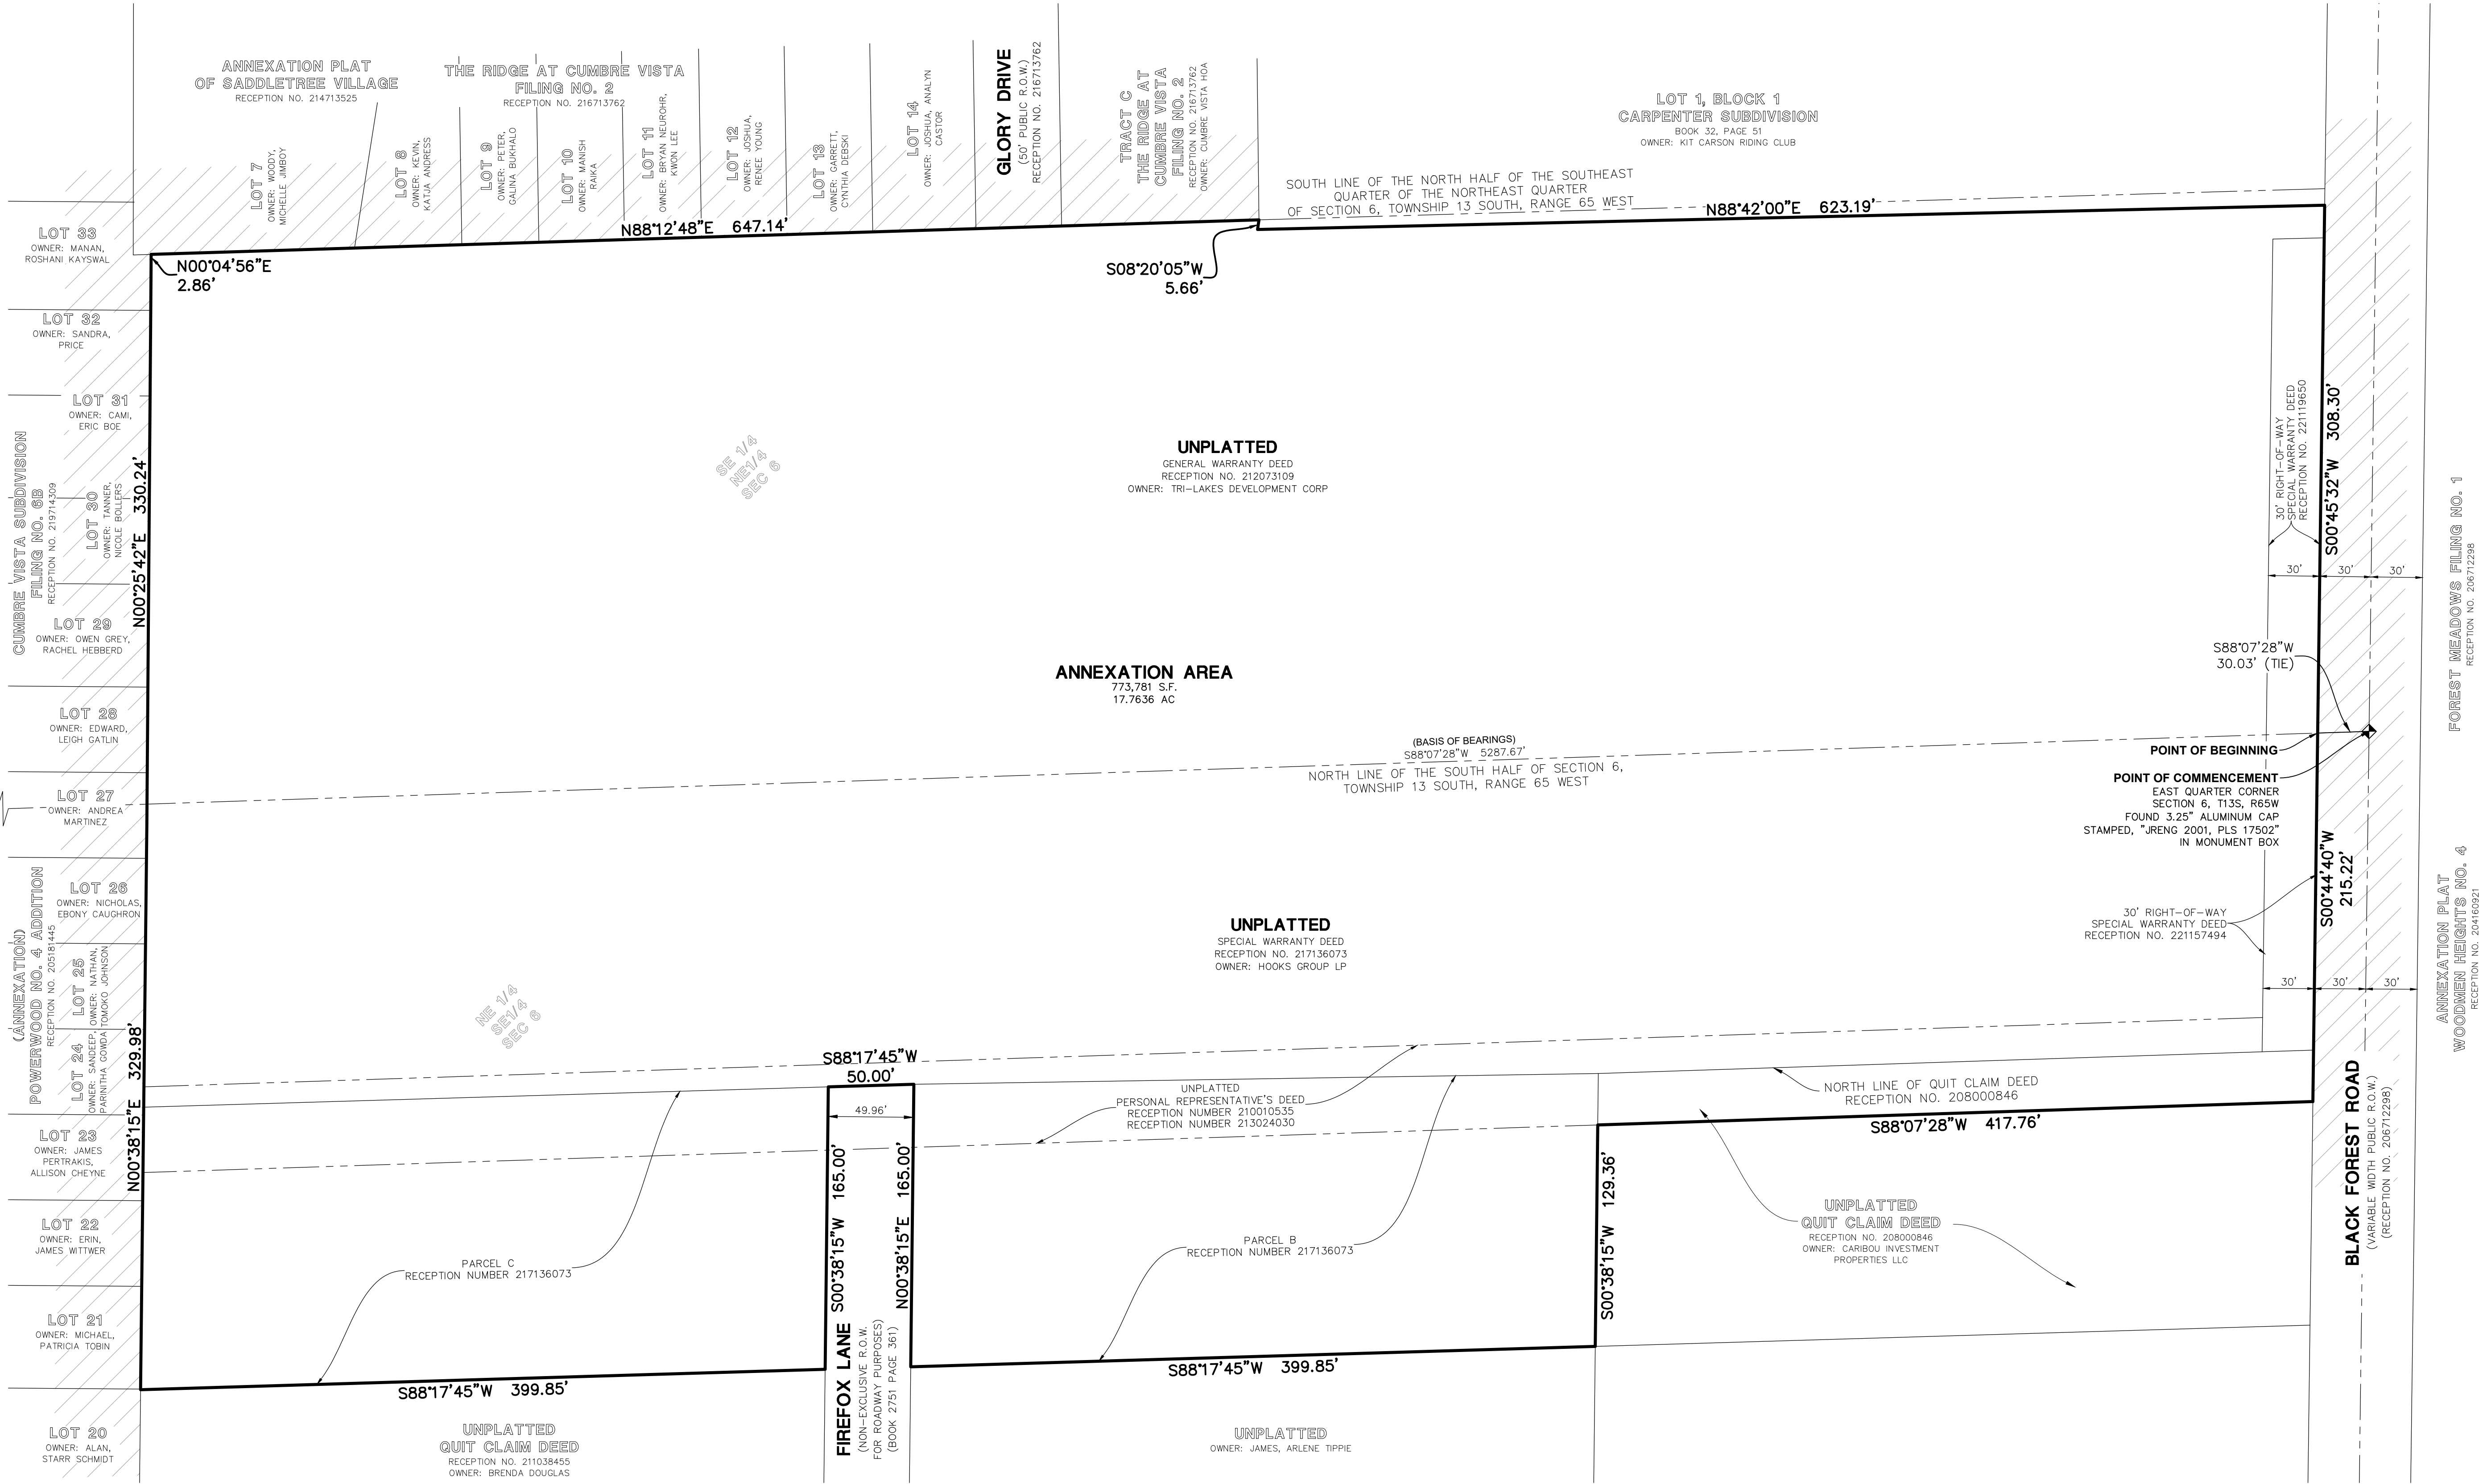 ANNEXATION PLAT
OF SADDLETREE VILLAGE
RECEPTION NO. 214713525
THE RIDGE AT CUMBRE VISTA
FILING NO. 2
RECEPTION NO. 216713762
LOT 7
OWNER: WOODY,
MICHELLE JIMBOY
LOT 8
OWNER: KEVIN,
KATJA ANDRESS
LOT 9
OWNER: PETER,
GALINA BUKHALO
LOT 10
OWNER: MANISH
RAIKA
LOT 11
OWNER: BRYAN NEUROHR,
KWON LEE
LOT 12
OWNER: JOSHUA,
RENEE YOUNG
LOT 13
OWNER: GARRETT,
CYNTHIA DEBSKI
LOT 14
OWNER: JOSHUA, ANALYN
CASTOR
GLORY DRIVE
(50' PUBLIC R.O.W.)
RECEPTION NO. 216713762
TRACT C
THE RIDGE AT
CUMBRE VISTA
FILING NO. 2
RECEPTION NO. 216713762
OWNER: CUMBRE VISTA HOA
LOT 1, BLOCK 1
CARPENTER SUBDIVISION
BOOK 32, PAGE 51
OWNER: KIT CARSON RIDING CLUB
SOUTH LINE OF THE NORTH HALF OF THE SOUTHEAST
QUARTER OF THE NORTHEAST QUARTER
OF SECTION 6, TOWNSHIP 13 SOUTH, RANGE 65 WEST
N88°42'00"E 623.19'
N88°12'48"E 647.14'
N00°04'56"E
2.86'
S08°20'05"W
5.66'
LOT 33
OWNER: MANAN,
ROSHANI KAYSWAL
LOT 32
OWNER: SANDRA,
PRICE
LOT 31
OWNER: CAMI,
ERIC BOE
CUMBRE VISTA SUBDIVISION
FILING NO. 6B
RECEPTION NO. 219714309
LOT 30
OWNER: TANNER,
NICOLE BOLLERS
N00°25'42"E 330.24'
LOT 29
OWNER: OWEN GREY,
RACHEL HEBBERD
LOT 28
OWNER: EDWARD,
LEIGH GATLIN
LOT 27
OWNER: ANDREA
MARTINEZ
LOT 26
OWNER: NICHOLAS,
EBONY CAUGHRON
(ANNEXATION)
POWERWOOD NO. 4 ADDITION
RECEPTION NO. 205181445
LOT 25
OWNER: NATHAN,
TOMOKO JOHNSON
LOT 24
OWNER: SANDEEP,
PARINITHA GOWDA
N00°38'15"E 329.98'
LOT 23
OWNER: JAMES
PERTRAKIS,
ALLISON CHEYNE
LOT 22
OWNER: ERIN,
JAMES WITTWER
LOT 21
OWNER: MICHAEL,
PATRICIA TOBIN
LOT 20
OWNER: ALAN,
STARR SCHMIDT
SE 1/4
NE1/4
SEC 6
UNPLATTED
GENERAL WARRANTY DEED
RECEPTION NO. 212073109
OWNER: TRI-LAKES DEVELOPMENT CORP
ANNEXATION AREA
773,781 S.F.
17.7636 AC
(BASIS OF BEARINGS)
S88°07'28"W 5287.67'
NORTH LINE OF THE SOUTH HALF OF SECTION 6,
TOWNSHIP 13 SOUTH, RANGE 65 WEST
30' RIGHT-OF-WAY
SPECIAL WARRANTY DEED
RECEPTION NO. 221119650
S00°45'32"W 308.30'
30'
30'
30'
S88°07'28"W
30.03' (TIE)
POINT OF BEGINNING
POINT OF COMMENCEMENT
EAST QUARTER CORNER
SECTION 6, T13S, R65W
FOUND 3.25" ALUMINUM CAP
STAMPED, "JRENG 2001, PLS 17502"
IN MONUMENT BOX
S00°44'40"W
215.22'
30' RIGHT-OF-WAY
SPECIAL WARRANTY DEED
RECEPTION NO. 221157494
30'
30'
30'
FOREST MEADOWS FILING NO. 1
RECEPTION NO. 206712298
ANNEXATION PLAT
WOODMEN HEIGHTS NO. 4
RECEPTION NO. 204160921
BLACK FOREST ROAD
(VARIABLE WIDTH PUBLIC R.O.W.)
(RECEPTION NO. 206712298)
UNPLATTED
SPECIAL WARRANTY DEED
RECEPTION NO. 217136073
OWNER: HOOKS GROUP LP
NE 1/4
SE1/4
SEC 6
S88°17'45"W
50.00'
49.96'
UNPLATTED
PERSONAL REPRESENTATIVE'S DEED
RECEPTION NUMBER 210010535
RECEPTION NUMBER 213024030
NORTH LINE OF QUIT CLAIM DEED
RECEPTION NO. 208000846
S88°07'28"W 417.76'
S00°38'15"W 165.00'
N00°38'15"E 165.00'
S00°38'15"W 129.36'
PARCEL C
RECEPTION NUMBER 217136073
PARCEL B
RECEPTION NUMBER 217136073
UNPLATTED
QUIT CLAIM DEED
RECEPTION NO. 208000846
OWNER: CARIBOU INVESTMENT
PROPERTIES LLC
FIREFOX LANE
(NON-EXCLUSIVE R.O.W.
FOR ROADWAY PURPOSES)
(BOOK 2751 PAGE 361)
S88°17'45"W 399.85'
S88°17'45"W 399.85'
UNPLATTED
QUIT CLAIM DEED
RECEPTION NO. 211038455
OWNER: BRENDA DOUGLAS
UNPLATTED
OWNER: JAMES, ARLENE TIPPIE